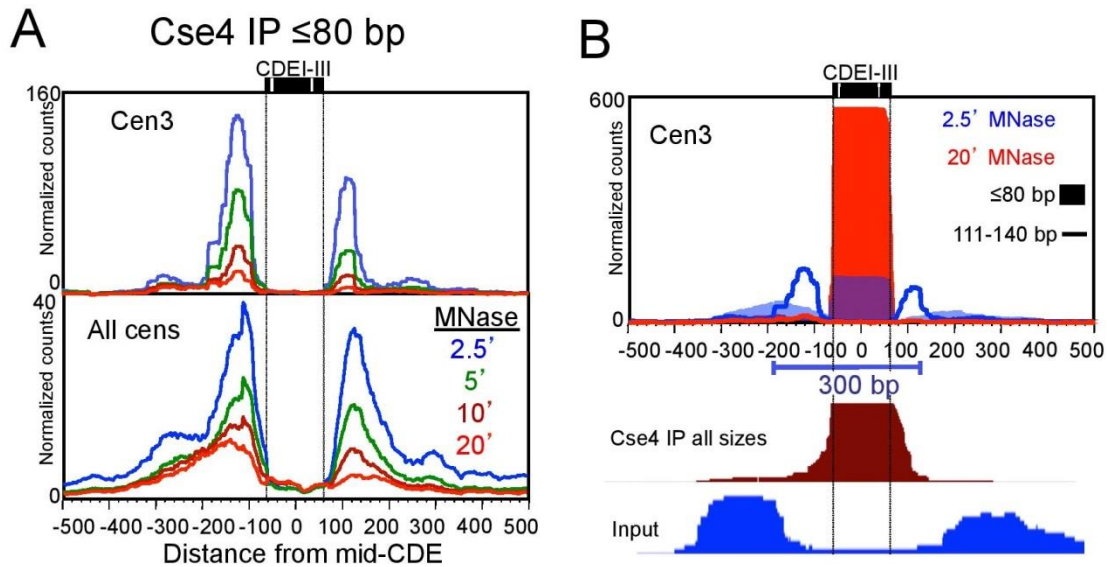 A
Cse4 IP ≤80 bp
CDEI-III
160
Cen3
Normalized counts
0
40
All cens
MNase
2.5'
5'
10'
20'
Normalized counts
0
-500 -400 -300 -200 -100 0 100 200 300 400 500
Distance from mid-CDE
B
CDEI-III
600
Cen3
2.5' MNase
20' MNase
≤80 bp
111-140 bp
Normalized counts
0
-500 -400 -300 -200 -100 0 100 200 300 400 500
300 bp
Cse4 IP all sizes
Input